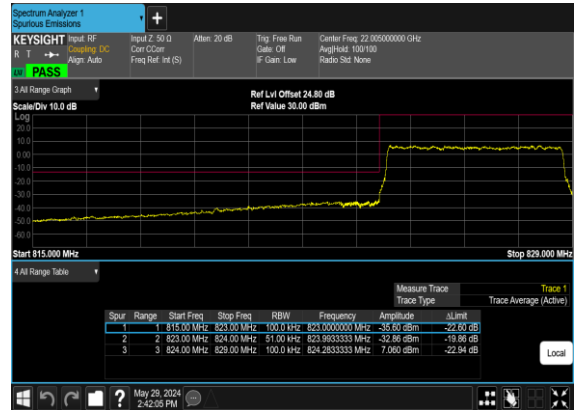 Spectrum Analyzer 1
Spurious Emissions
+
KEYSIGHT Input: RF Input Z: 50 Ω Atten: 20 dB Trig: Free Run Center Freq: 22.005000000 GHz
R T Coupling: DC Corr CCorr Gate: Off Avg|Hold: 100/100
Align: Auto Freq Ref: Int (S) IF Gain: Low Radio Std: None
PASS
3 All Range Graph
Ref Lvl Offset 24.80 dB
Scale/Div 10.0 dB Ref Value 30.00 dBm
Log
20.0
10.0
0.00
-10.0
-20.0
-30.0
-40.0
-50.0
-60.0
Start 815.000 MHz Stop 829.000 MHz
4 All Range Table
Measure Trace Trace 1
Trace Type Trace Average (Active)
Spur Range Start Freq Stop Freq RBW Frequency Amplitude ΔLimit
1 1 815.00 MHz 823.00 MHz 100.0 kHz 823.0000000 MHz -35.60 dBm -22.60 dB
2 2 823.00 MHz 824.00 MHz 51.00 kHz 823.9933333 MHz -32.86 dBm -19.86 dB
3 3 824.00 MHz 829.00 MHz 100.0 kHz 824.2833333 MHz 7.060 dBm -22.94 dB
Local
? May 29, 2024
2:42:05 PM